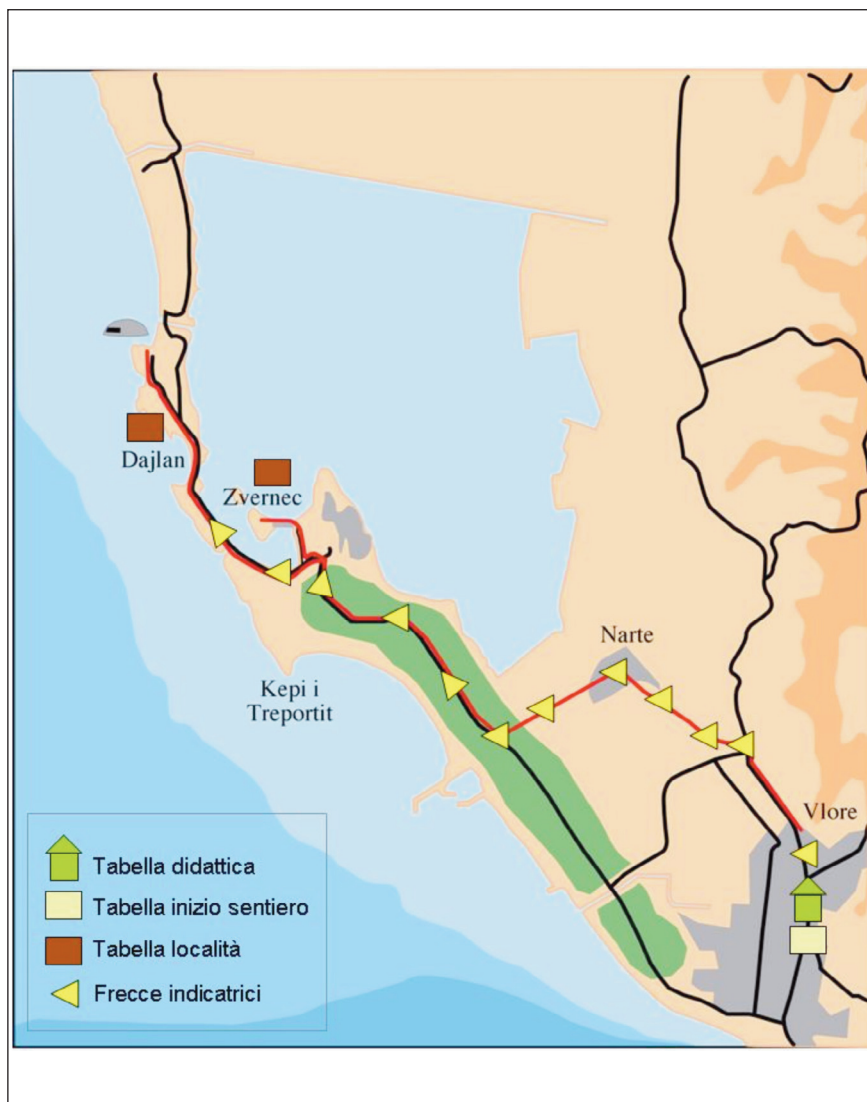 Dajlan
Zvernec
Narte
Kepi i
Treportit
Vlore
Tabella didattica
Tabella inizio sentiero
Tabella località
Frecce indicatrici